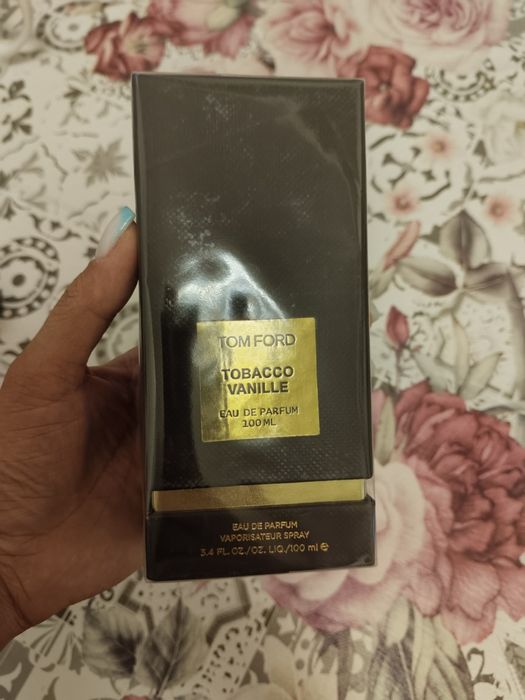 TOM FORD
TOBACCO
VANILLE
EAU DE PARFUM
100 ML
EAU DE PARFUM
VAPORISATEUR SPRAY
3.4 FL.OZ./OZ. LIQ./100 ml ℮